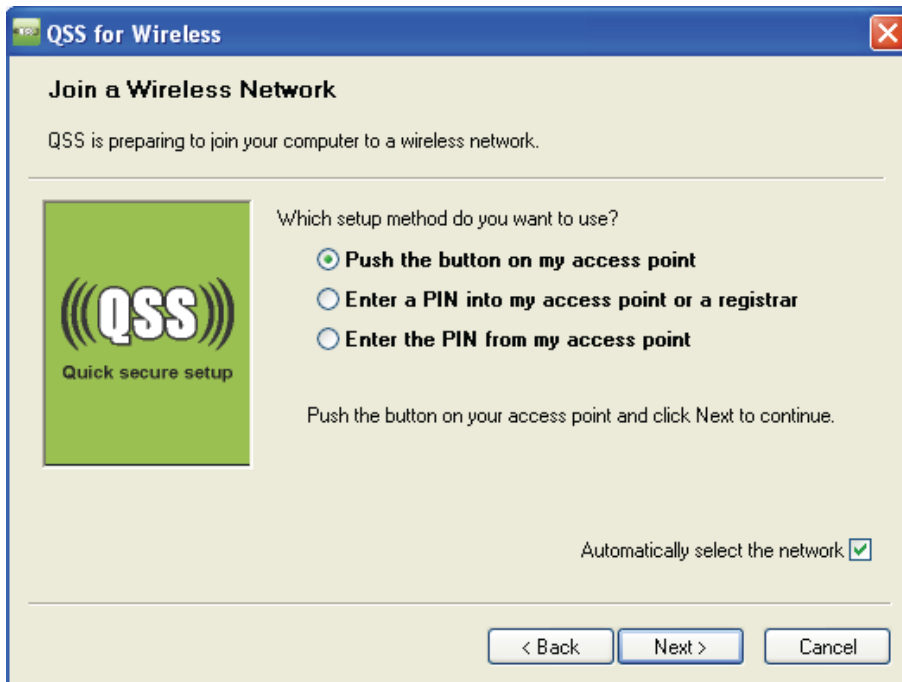 QSS for Wireless
Join a Wireless Network
QSS is preparing to join your computer to a wireless network.
Which setup method do you want to use?
Push the button on my access point
Enter a PIN into my access point or a registrar
Enter the PIN from my access point
(((QSS)))
Quick secure setup
Push the button on your access point and click Next to continue.
Automatically select the network
< Back
Next >
Cancel